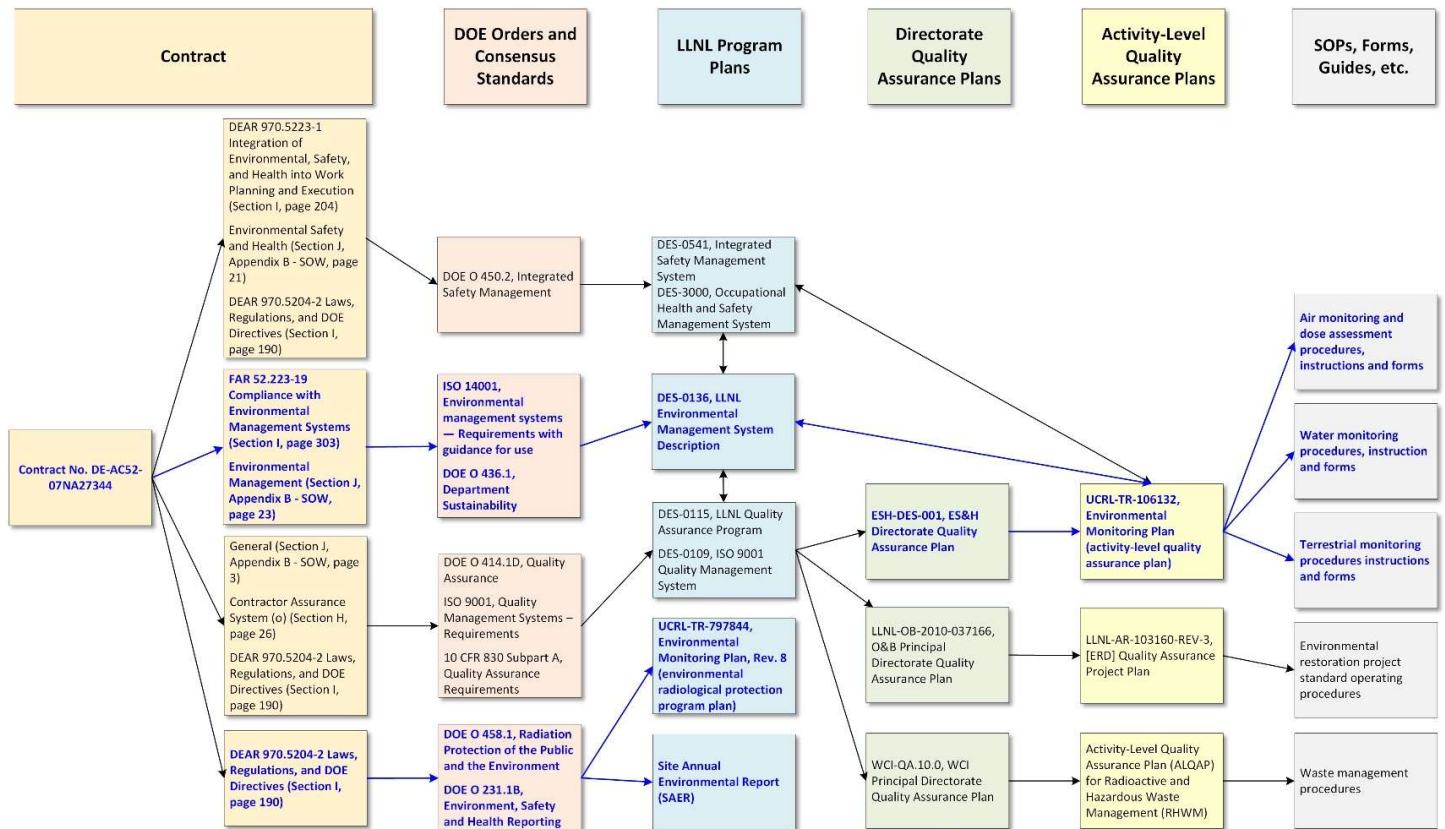 Contract
DOE Orders and
Consensus
Standards
LLNL Program
Plans
Directorate
Quality
Assurance Plans
Activity-Level
Quality
Assurance Plans
SOPs, Forms,
Guides, etc.
Contract No. DE-AC52-
07NA27344
DEAR 970.5223-1
Integration of
Environmental, Safety,
and Health into Work
Planning and Execution
(Section I, page 204)
Environmental Safety
and Health (Section J,
Appendix B - SOW, page
21)
DEAR 970.5204-2 Laws,
Regulations, and DOE
Directives (Section I,
page 190)
FAR 52.223-19
Compliance with
Environmental
Management Systems
(Section I, page 303)
Environmental
Management (Section J,
Appendix B - SOW,
page 23)
General (Section J,
Appendix B - SOW, page
3)
Contractor Assurance
System (o) (Section H,
page 26)
DEAR 970.5204-2 Laws,
Regulations, and DOE
Directives (Section I,
page 190)
DEAR 970.5204-2 Laws,
Regulations, and DOE
Directives (Section I,
page 190)
DOE O 450.2, Integrated
Safety Management
ISO 14001,
Environmental
management systems
— Requirements with
guidance for use
DOE O 436.1,
Department
Sustainability
DOE O 414.1D, Quality
Assurance
ISO 9001, Quality
Management Systems –
Requirements
10 CFR 830 Subpart A,
Quality Assurance
Requirements
DOE O 458.1, Radiation
Protection of the Public
and the Environment
DOE O 231.1B,
Environment, Safety
and Health Reporting
DES-0541, Integrated
Safety Management
System
DES-3000, Occupational
Health and Safety
Management System
DES-0136, LLNL
Environmental
Management System
Description
DES-0115, LLNL Quality
Assurance Program
DES-0109, ISO 9001
Quality Management
System
UCRL-TR-797844,
Environmental
Monitoring Plan, Rev. 8
(environmental
radiological protection
program plan)
Site Annual
Environmental Report
(SAER)
ESH-DES-001, ES&H
Directorate Quality
Assurance Plan
LLNL-OB-2010-037166,
O&B Principal
Directorate Quality
Assurance Plan
WCI-QA.10.0, WCI
Principal Directorate
Quality Assurance Plan
UCRL-TR-106132,
Environmental
Monitoring Plan
(activity-level quality
assurance plan)
LLNL-AR-103160-REV-3,
[ERD] Quality Assurance
Project Plan
Activity-Level Quality
Assurance Plan (ALQAP)
for Radioactive and
Hazardous Waste
Management (RHWM)
Air monitoring and
dose assessment
procedures,
instructions and forms
Water monitoring
procedures, instruction
and forms
Terrestrial monitoring
procedures instructions
and forms
Environmental
restoration project
standard operating
procedures
Waste management
procedures